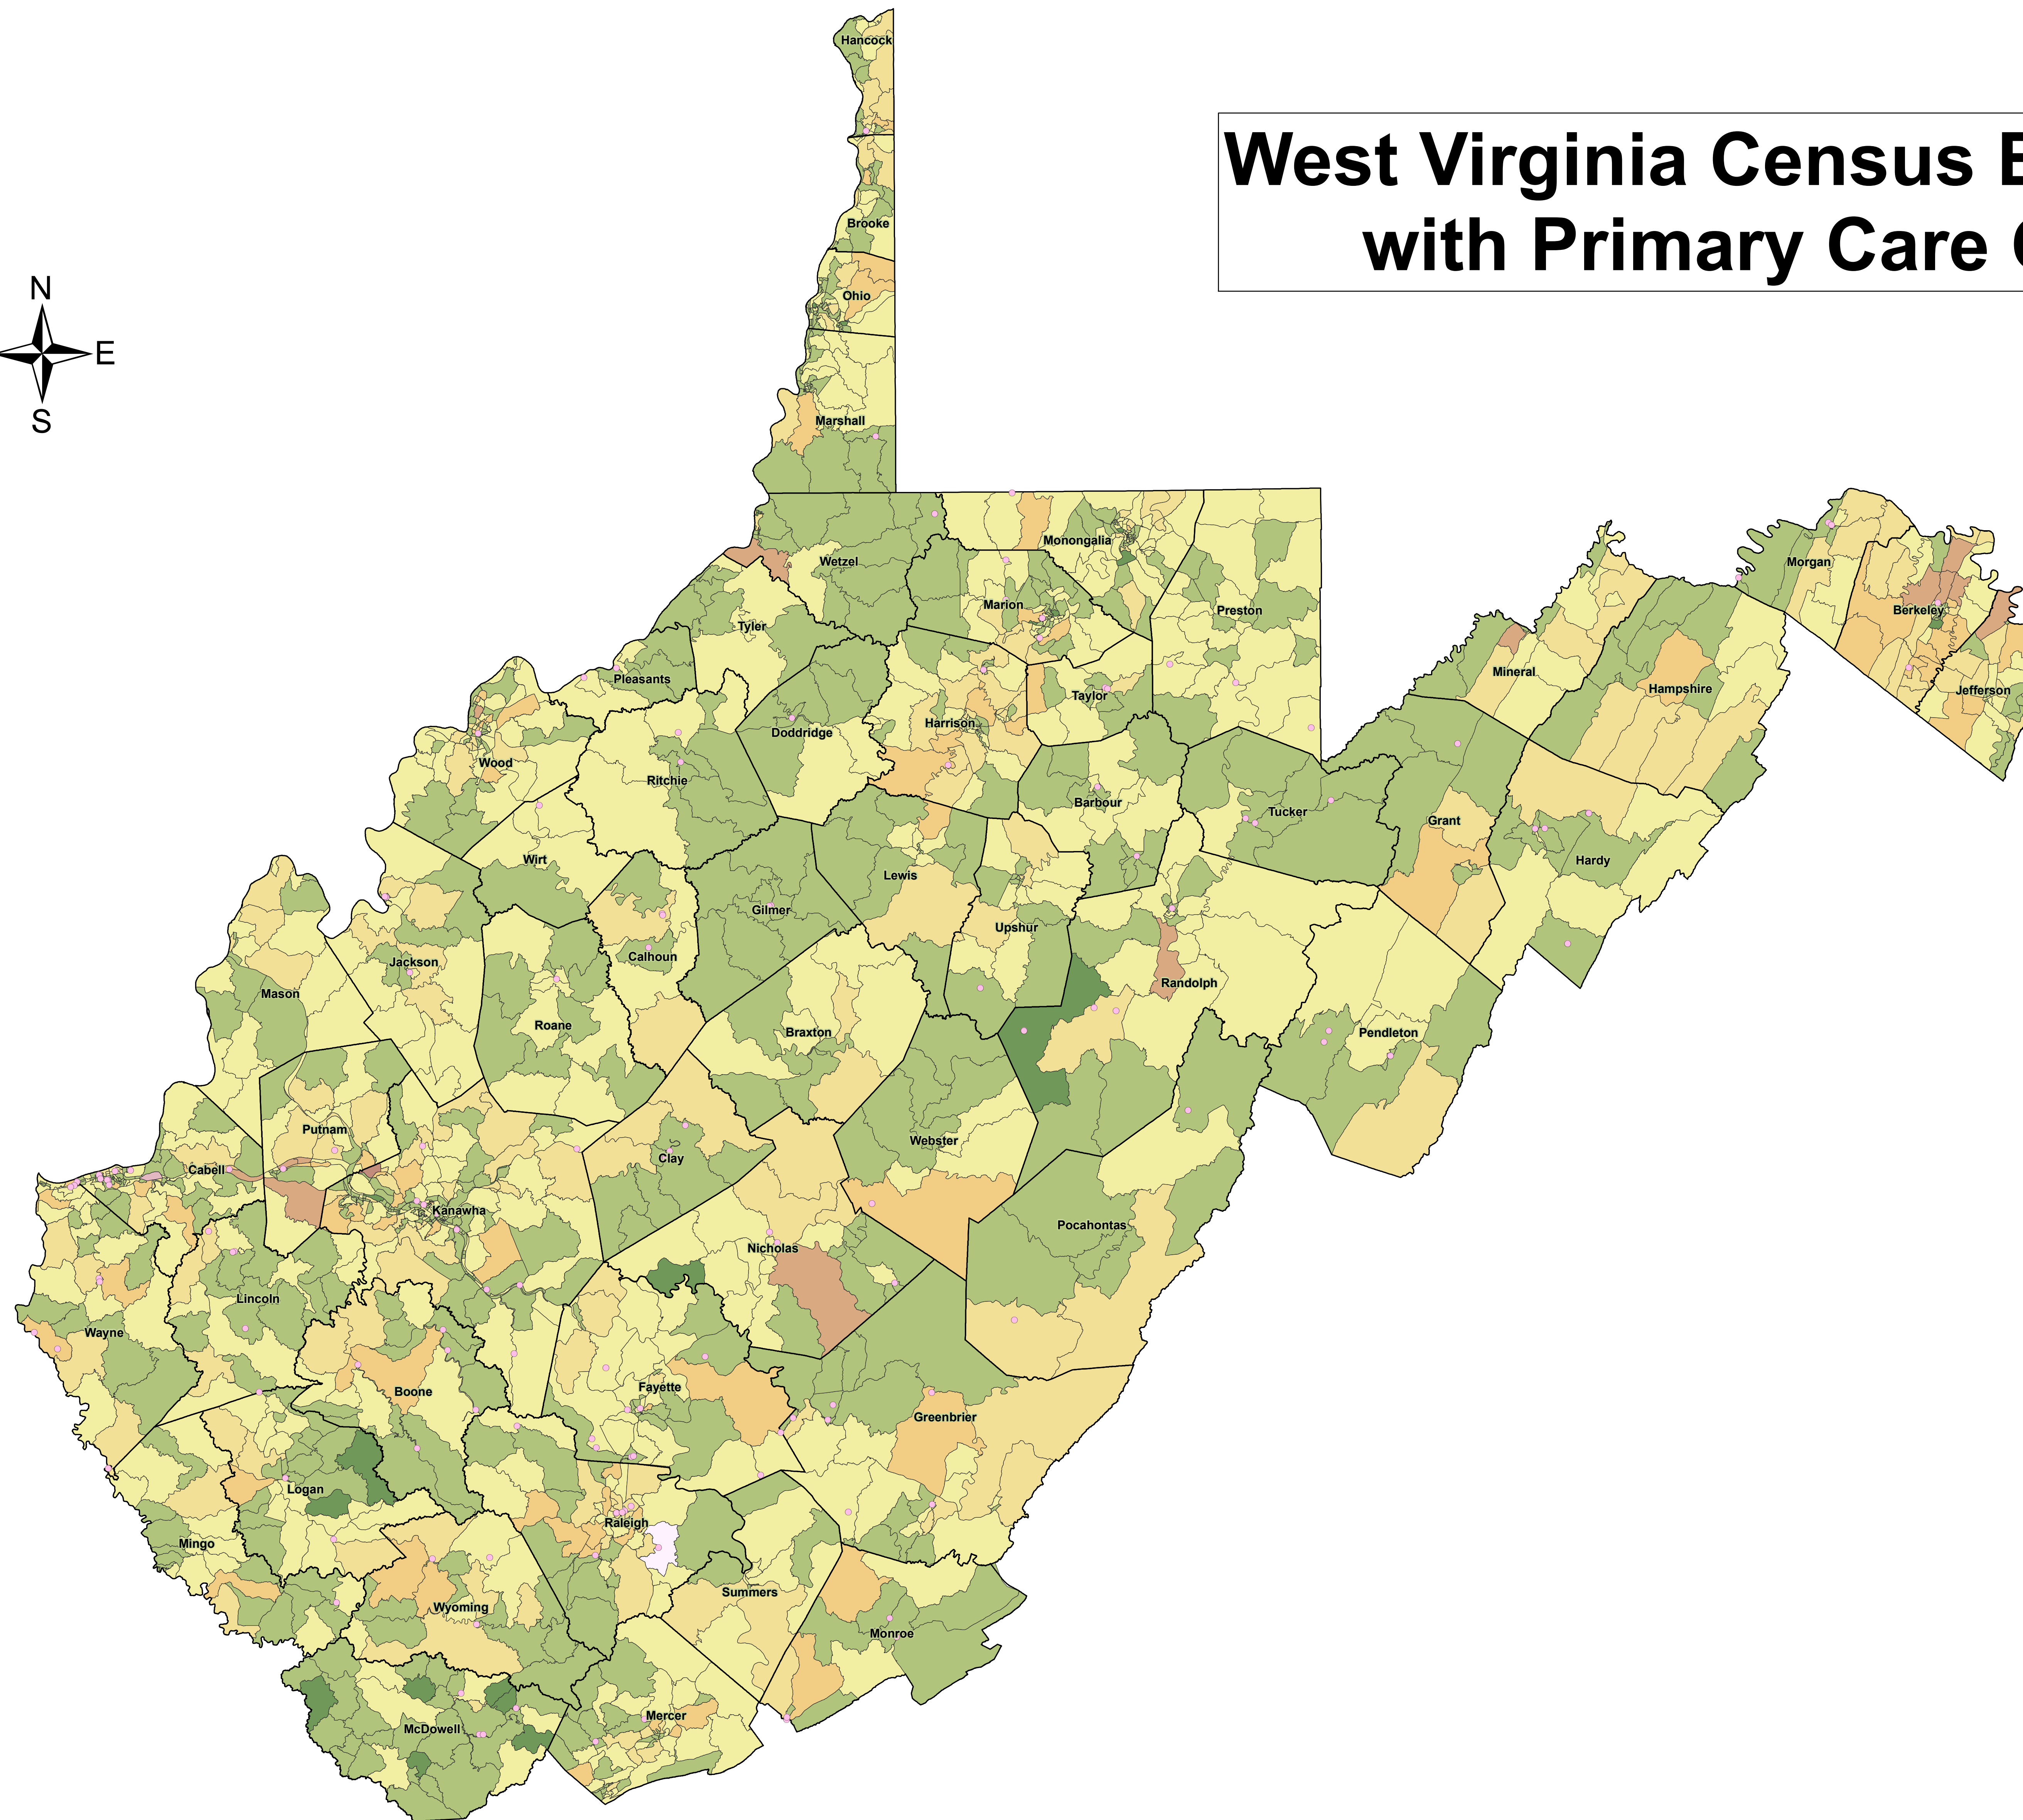 Hancock
West Virginia Census
with Primary Care
Brooke
N
Ohio
E
S
Marshall
Monongalia
Wetzel
Morgan
Marion
Preston
Berkeley
Tyler
Mineral
Pleasants
Hampshire
Jefferson
Taylor
Harrison
Doddridge
Wood
Ritchie
Barbour
Tucker
Grant
Wirt
Hardy
Lewis
Gilmer
Upshur
Calhoun
Jackson
Randolph
Mason
Roane
Braxton
Pendleton
Putnam
Webster
Clay
Cabell
Kanawha
Pocahontas
Nicholas
Lincoln
Wayne
Fayette
Boone
Greenbrier
Logan
Raleigh
Mingo
Summers
Wyoming
Monroe
Mercer
McDowell